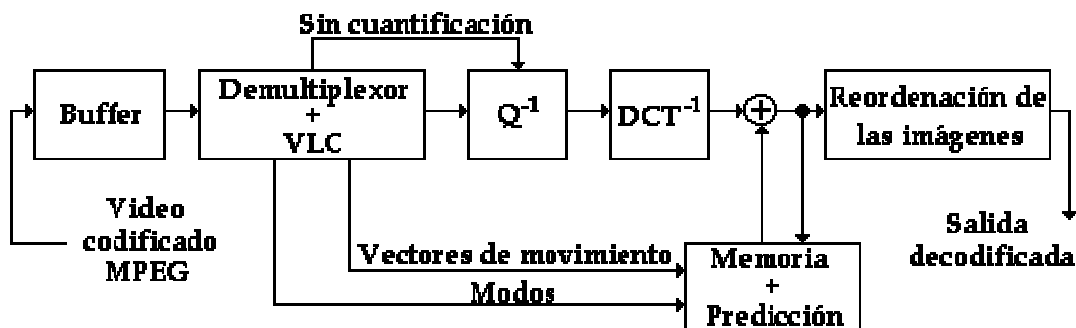 Sin cuantificación
Buffer
Demultiplexor
+
VLC
Q⁻¹
DCT⁻¹
+
Reordenación de
las imágenes
Video
codificado
MPEG
Vectores de movimiento
Modos
Memoria
+
Predicción
Salida
decodificada